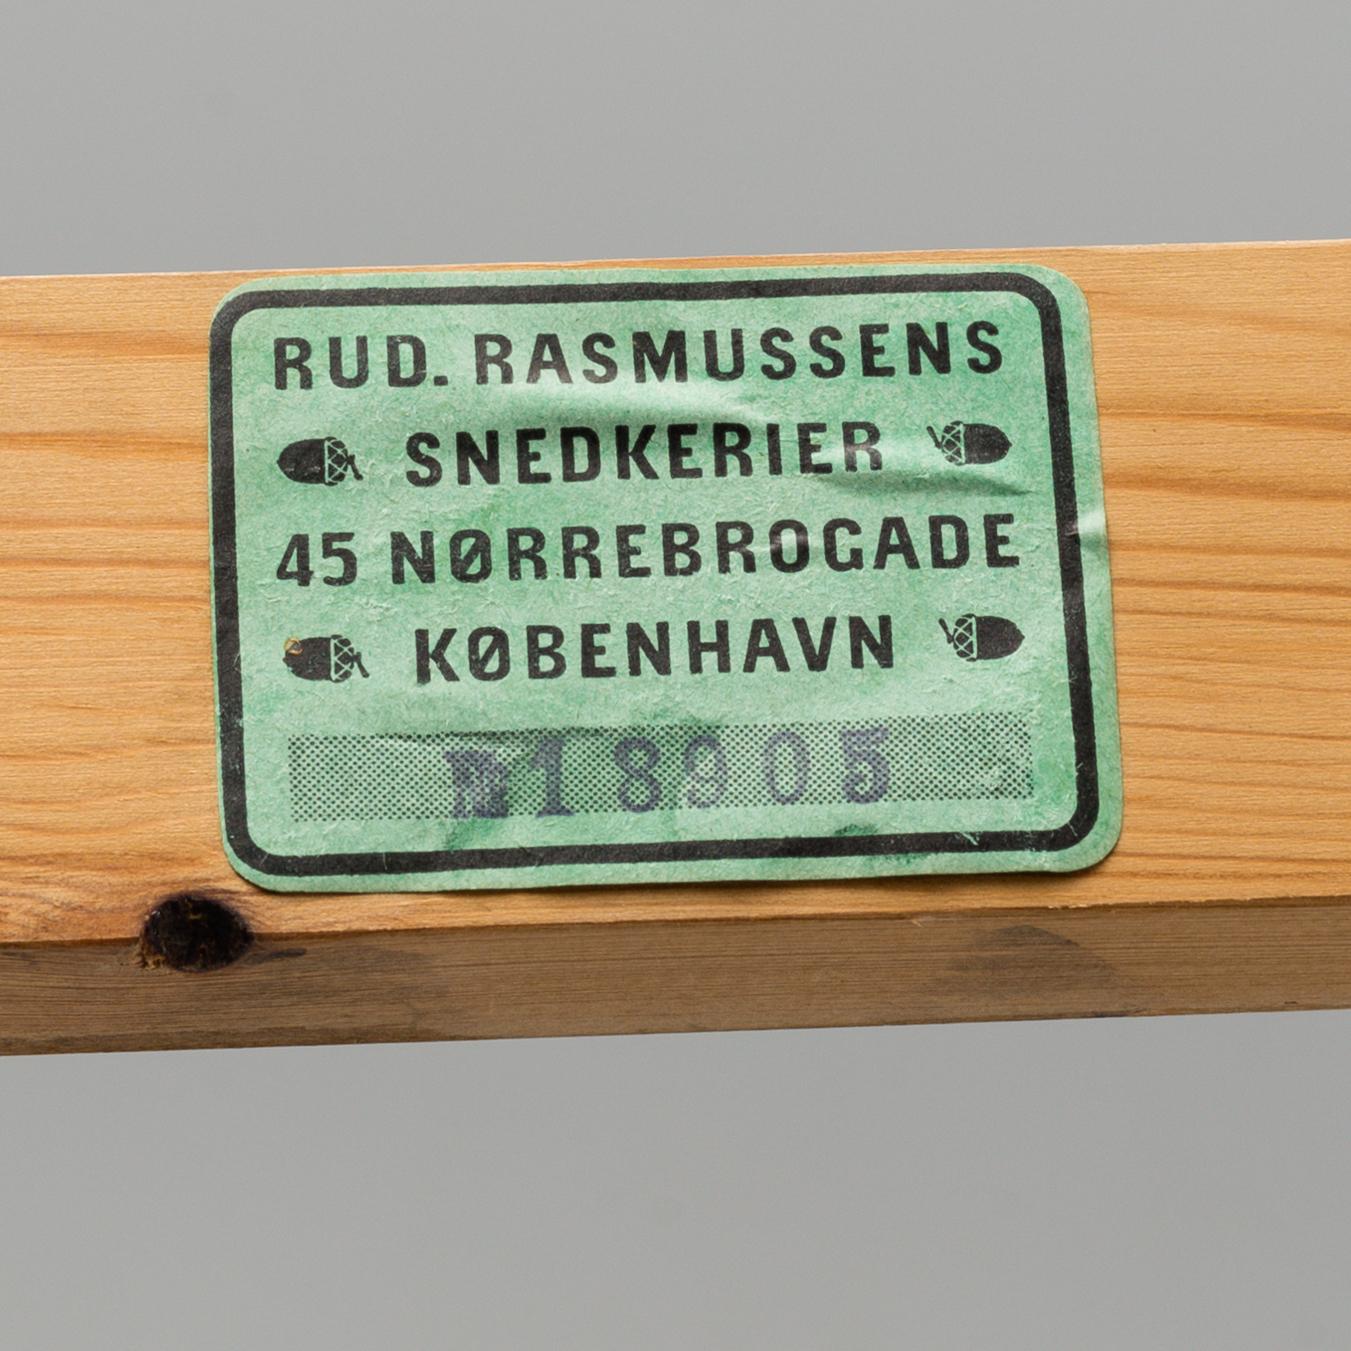 RUD. RASMUSSENS
SNEDKERIER
45 NØRREBROGADE
KØBENHAVN
№18905